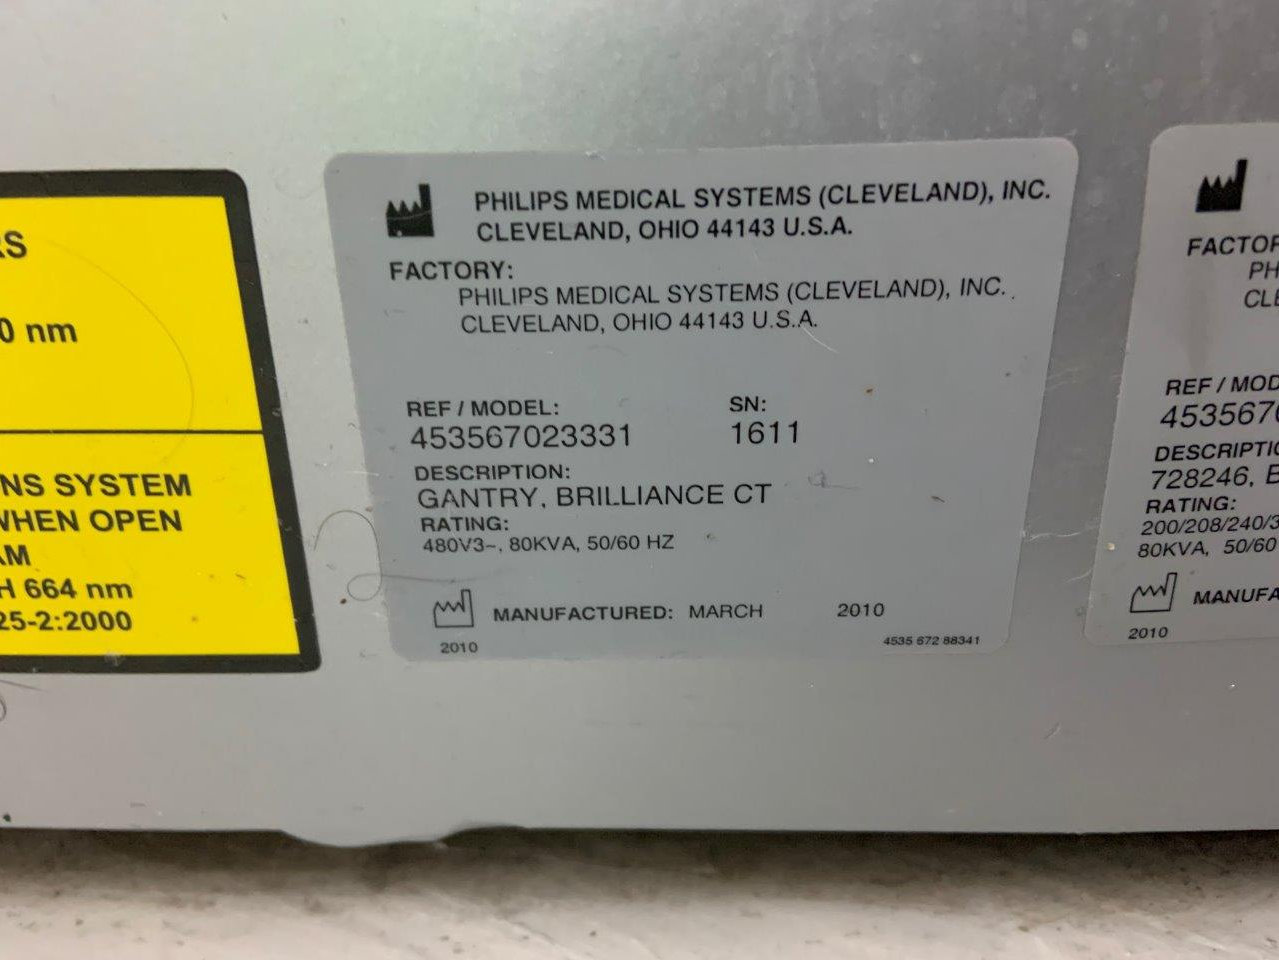 RS
0 nm
NS SYSTEM
WHEN OPEN
AM
H 664 nm
25-2:2000
PHILIPS MEDICAL SYSTEMS (CLEVELAND), INC.
CLEVELAND, OHIO 44143 U.S.A.
FACTORY:
PHILIPS MEDICAL SYSTEMS (CLEVELAND), INC.
CLEVELAND, OHIO 44143 U.S.A.
REF / MODEL: SN:
453567023331 1611
DESCRIPTION:
GANTRY, BRILLIANCE CT
RATING:
480V3~, 80KVA, 50/60 HZ
MANUFACTURED: MARCH 2010
2010 4535 672 88341
FACTOR
PH
CLE
REF / MOD
4535670
DESCRIPTIO
728246, B
RATING:
200/208/240/3
80KVA, 50/60
MANUFA
2010